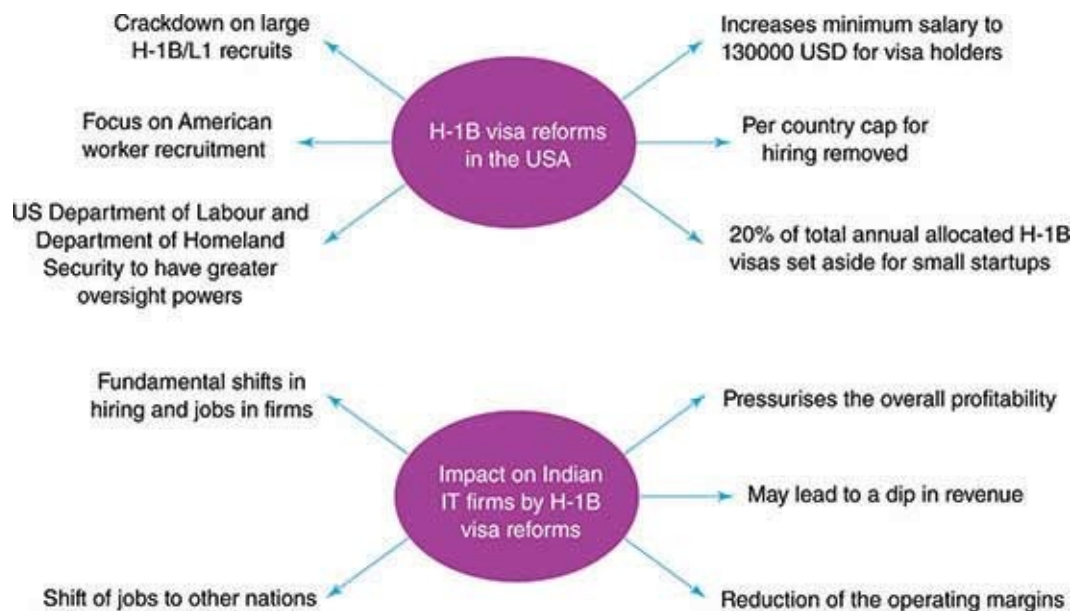 Crackdown on large
H-1B/L1 recruits
Increases minimum salary to
130000 USD for visa holders
Focus on American
worker recruitment
H-1B visa reforms
in the USA
Per country cap for
hiring removed
US Department of Labour and
Department of Homeland
Security to have greater
oversight powers
20% of total annual allocated H-1B
visas set aside for small startups
Fundamental shifts in
hiring and jobs in firms
Pressurises the overall profitability
Impact on Indian
IT firms by H-1B
visa reforms
May lead to a dip in revenue
Shift of jobs to other nations
Reduction of the operating margins